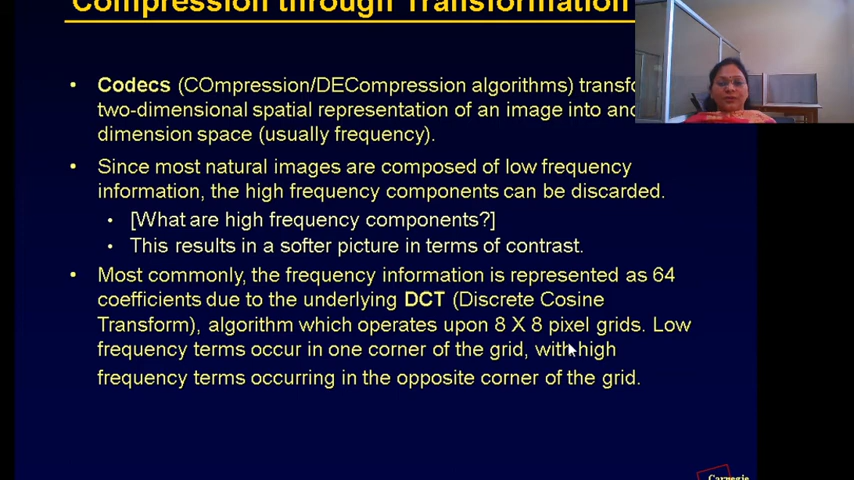 Compression through Transformation
• Codecs (COmpression/DECompression algorithms) transfo
two-dimensional spatial representation of an image into ano
dimension space (usually frequency).
• Since most natural images are composed of low frequency
information, the high frequency components can be discarded.
• [What are high frequency components?]
• This results in a softer picture in terms of contrast.
• Most commonly, the frequency information is represented as 64
coefficients due to the underlying DCT (Discrete Cosine
Transform), algorithm which operates upon 8 X 8 pixel grids. Low
frequency terms occur in one corner of the grid, with high
frequency terms occurring in the opposite corner of the grid.
Carnegie